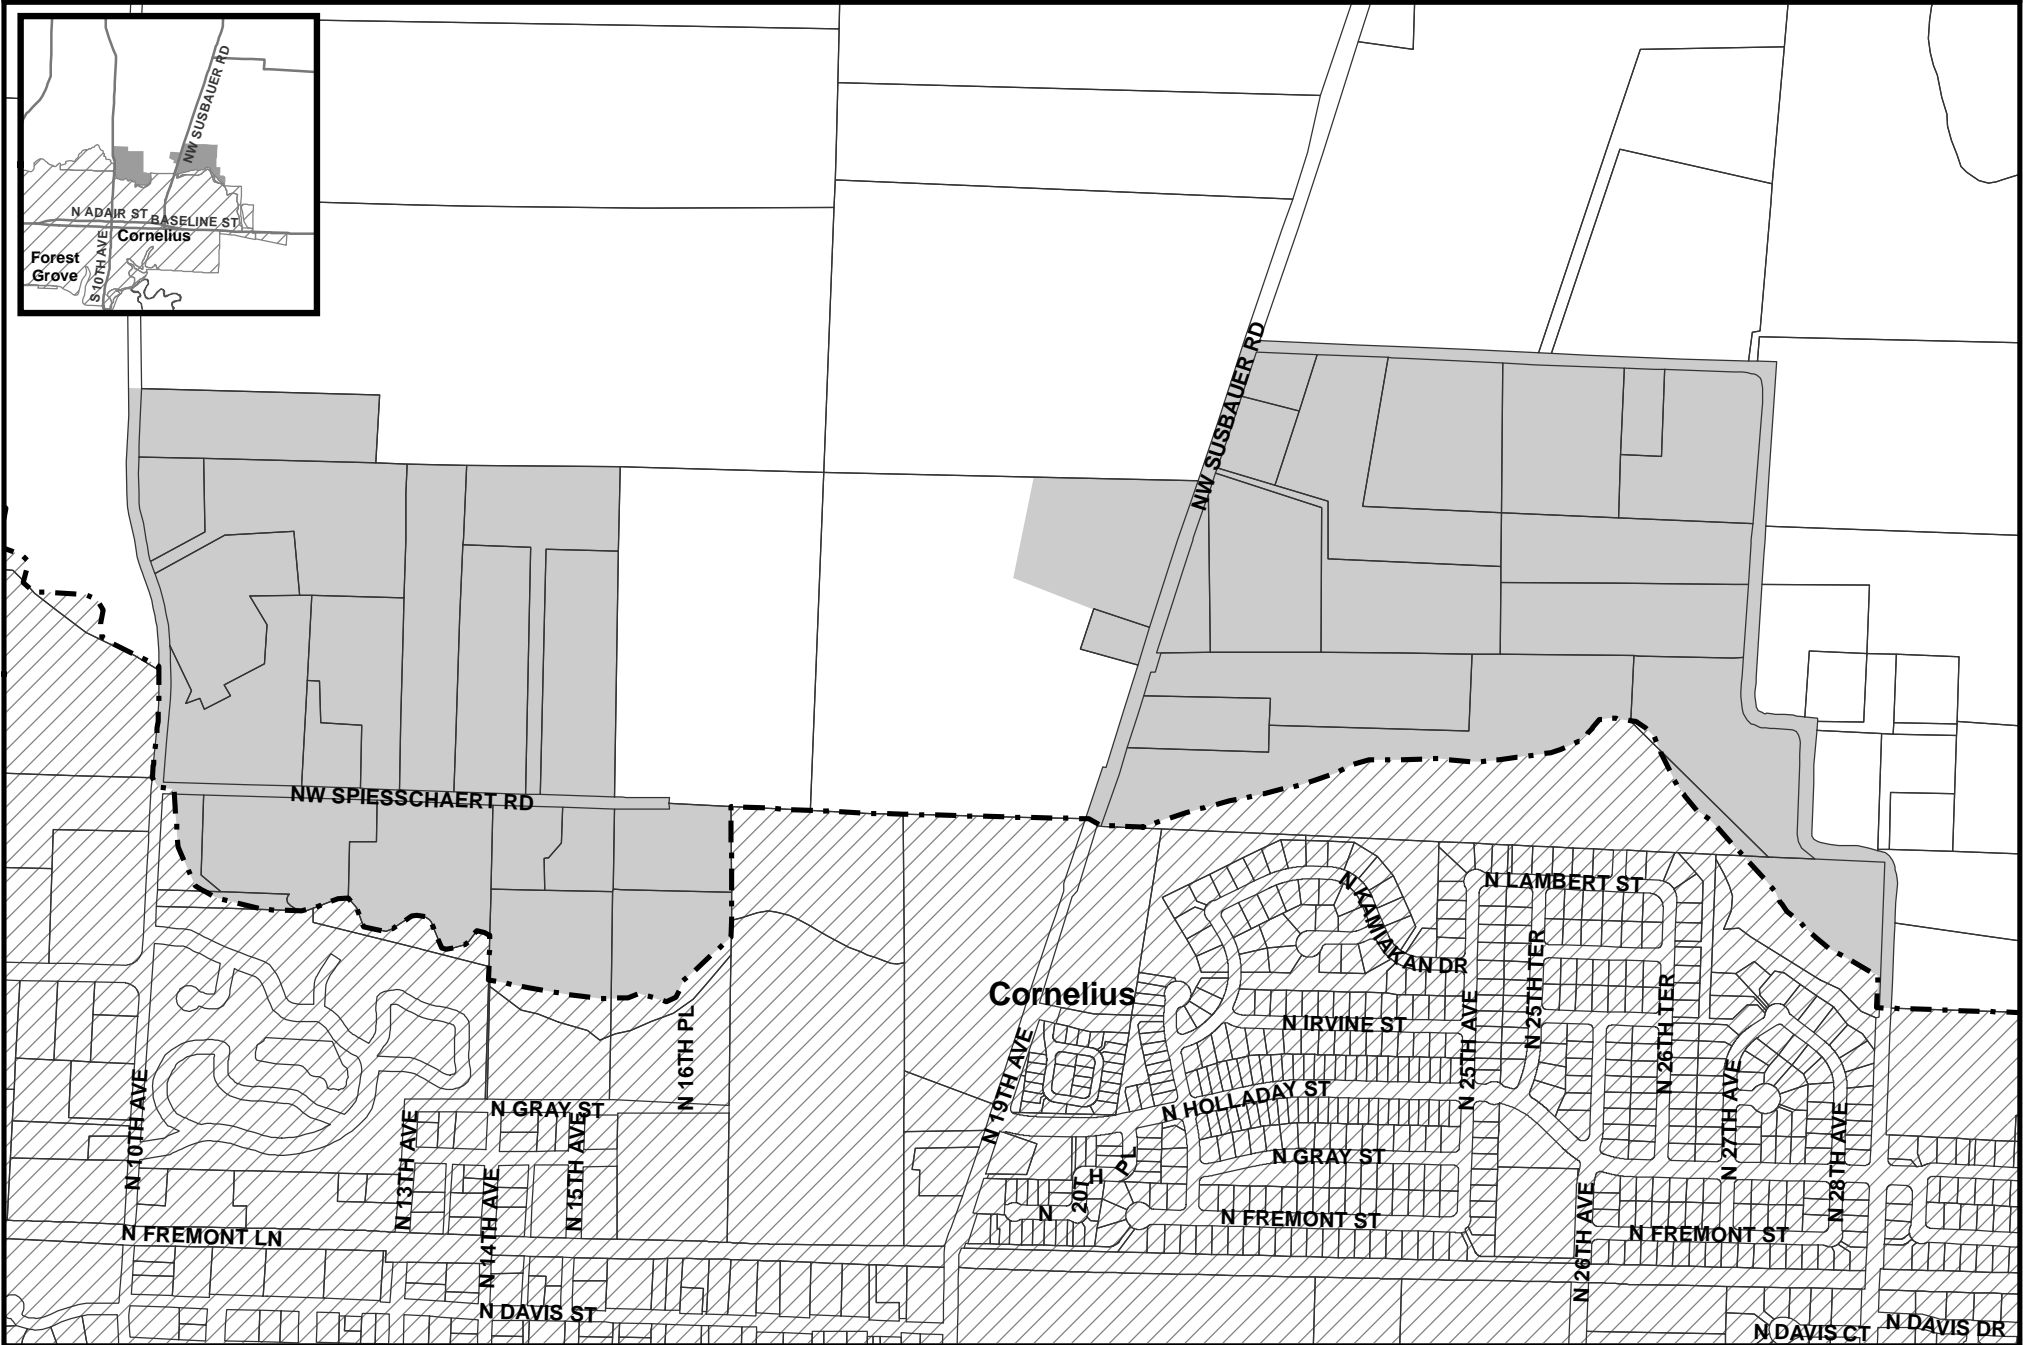 NW SUSBAUER RD
N ADAIR ST
BASELINE ST
Cornelius
Forest
Grove
S 10TH AVE
NW SUSBAUER RD
NW SPIESSCHAERT RD
N KAMIAKAN DR
N LAMBERT ST
N 25TH TER
Cornelius
N 16TH PL
N 19TH AVE
N IRVINE ST
N 25TH AVE
N 26TH TER
N 10TH AVE
N GRAY ST
N HOLLADAY ST
N 27TH AVE
N 28TH AVE
N 13TH AVE
N 14TH AVE
N 15TH AVE
N 20TH PL
N GRAY ST
N FREMONT LN
N FREMONT ST
N 26TH AVE
N FREMONT ST
N DAVIS ST
N DAVIS CT
N DAVIS DR